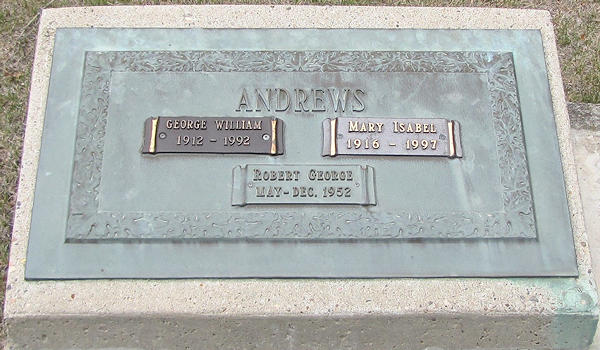 ANDREWS
GEORGE WILLIAM
1912 - 1992
MARY ISABEL
1916 - 1997
ROBERT GEORGE
MAY-DEC. 1952